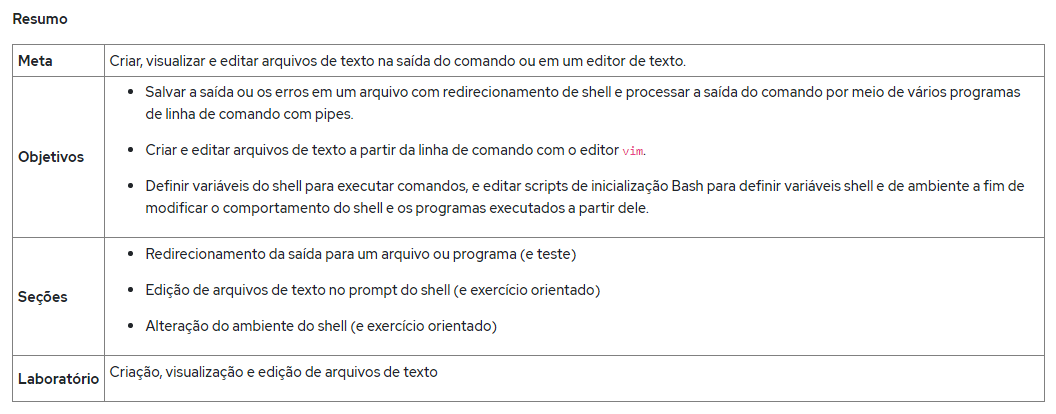 Resumo
Meta
Criar, visualizar e editar arquivos de texto na saída do comando ou em um editor de texto.
Objetivos
• Salvar a saída ou os erros em um arquivo com redirecionamento de shell e processar a saída do comando por meio de vários programas
de linha de comando com pipes.
• Criar e editar arquivos de texto a partir da linha de comando com o editor vim.
• Definir variáveis do shell para executar comandos, e editar scripts de inicialização Bash para definir variáveis shell e de ambiente a fim de
modificar o comportamento do shell e os programas executados a partir dele.
Seções
• Redirecionamento da saída para um arquivo ou programa (e teste)
• Edição de arquivos de texto no prompt do shell (e exercício orientado)
• Alteração do ambiente do shell (e exercício orientado)
Laboratório
Criação, visualização e edição de arquivos de texto